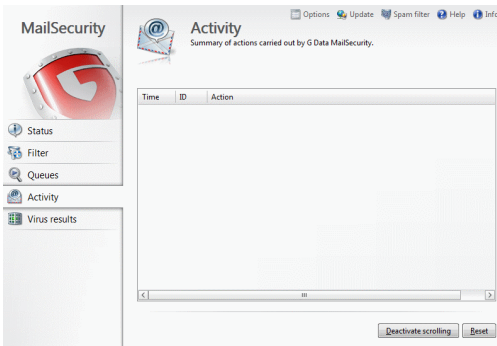 MailSecurity
Options Update Spam filter Help Info
Activity
Summary of actions carried out by G Data MailSecurity.
Time ID Action
Status
Filter
Queues
Activity
Virus results
Deactivate scrolling Reset